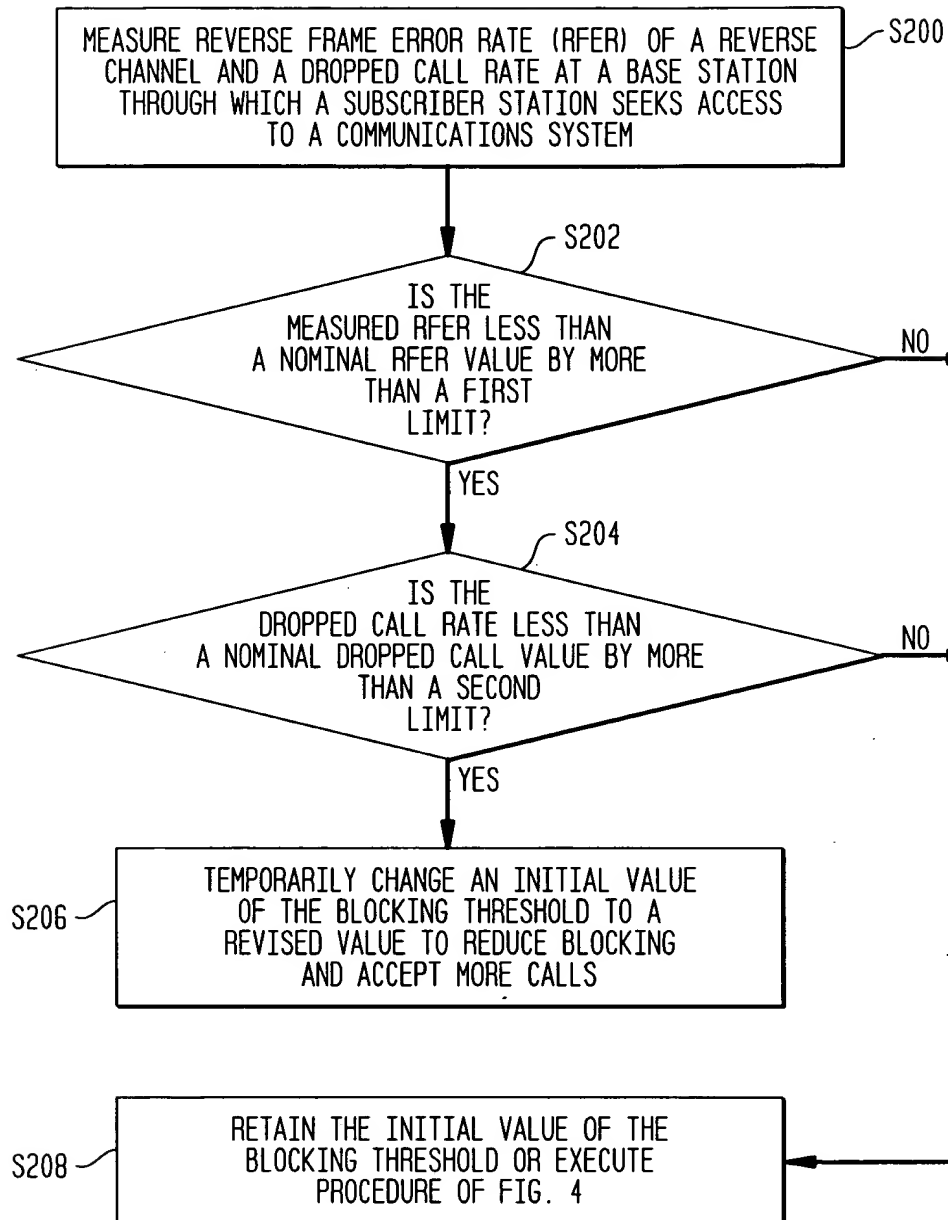 MEASURE REVERSE FRAME ERROR RATE (RFER) OF A REVERSE
CHANNEL AND A DROPPED CALL RATE AT A BASE STATION
THROUGH WHICH A SUBSCRIBER STATION SEEKS ACCESS
TO A COMMUNICATIONS SYSTEM
S200
S202
IS THE
MEASURED RFER LESS THAN
A NOMINAL RFER VALUE BY MORE
THAN A FIRST
LIMIT?
NO
YES
S204
IS THE
DROPPED CALL RATE LESS THAN
A NOMINAL DROPPED CALL VALUE BY MORE
THAN A SECOND
LIMIT?
NO
YES
S206
TEMPORARILY CHANGE AN INITIAL VALUE
OF THE BLOCKING THRESHOLD TO A
REVISED VALUE TO REDUCE BLOCKING
AND ACCEPT MORE CALLS
S208
RETAIN THE INITIAL VALUE OF THE
BLOCKING THRESHOLD OR EXECUTE
PROCEDURE OF FIG. 4